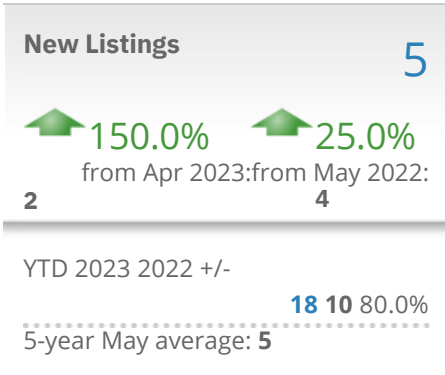 New Listings
5
150.0% 25.0%
from Apr 2023:from May 2022:
2 4
YTD 2023 2022 +/-
18 10 80.0%
5-year May average: 5